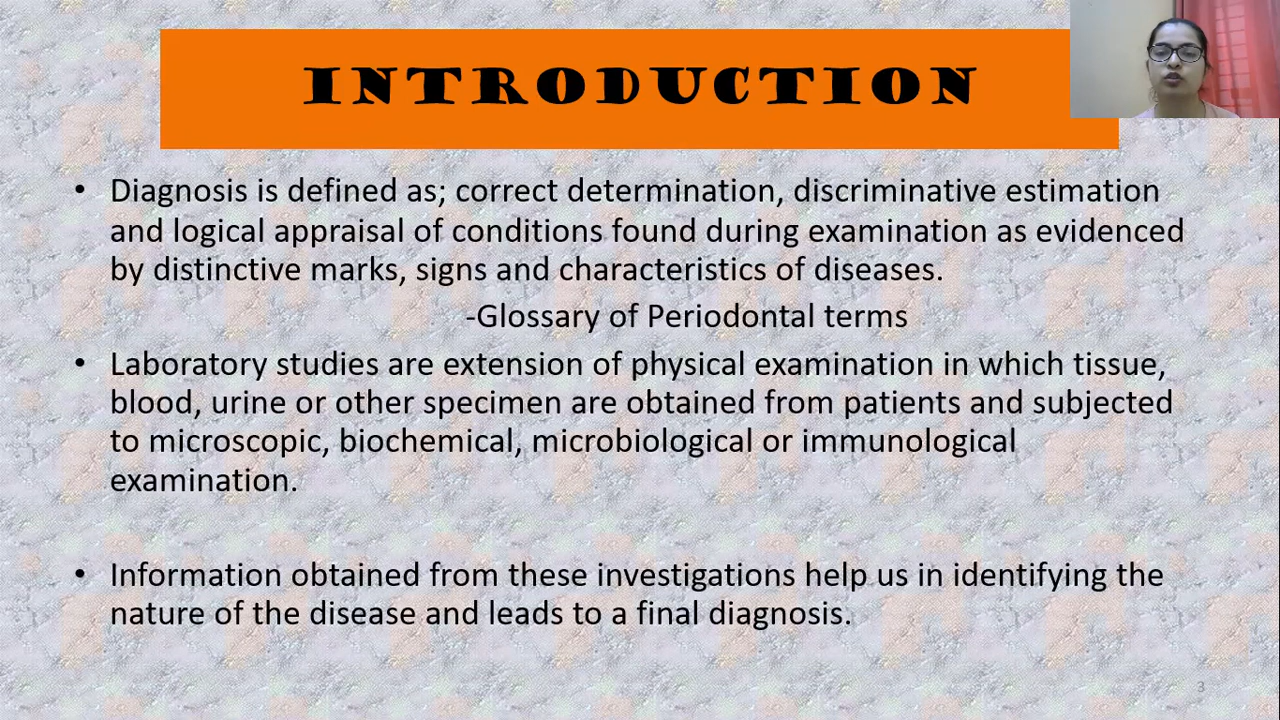 INTRODUCTION
• Diagnosis is defined as; correct determination, discriminative estimation
and logical appraisal of conditions found during examination as evidenced
by distinctive marks, signs and characteristics of diseases.
-Glossary of Periodontal terms
• Laboratory studies are extension of physical examination in which tissue,
blood, urine or other specimen are obtained from patients and subjected
to microscopic, biochemical, microbiological or immunological
examination.
• Information obtained from these investigations help us in identifying the
nature of the disease and leads to a final diagnosis.
3